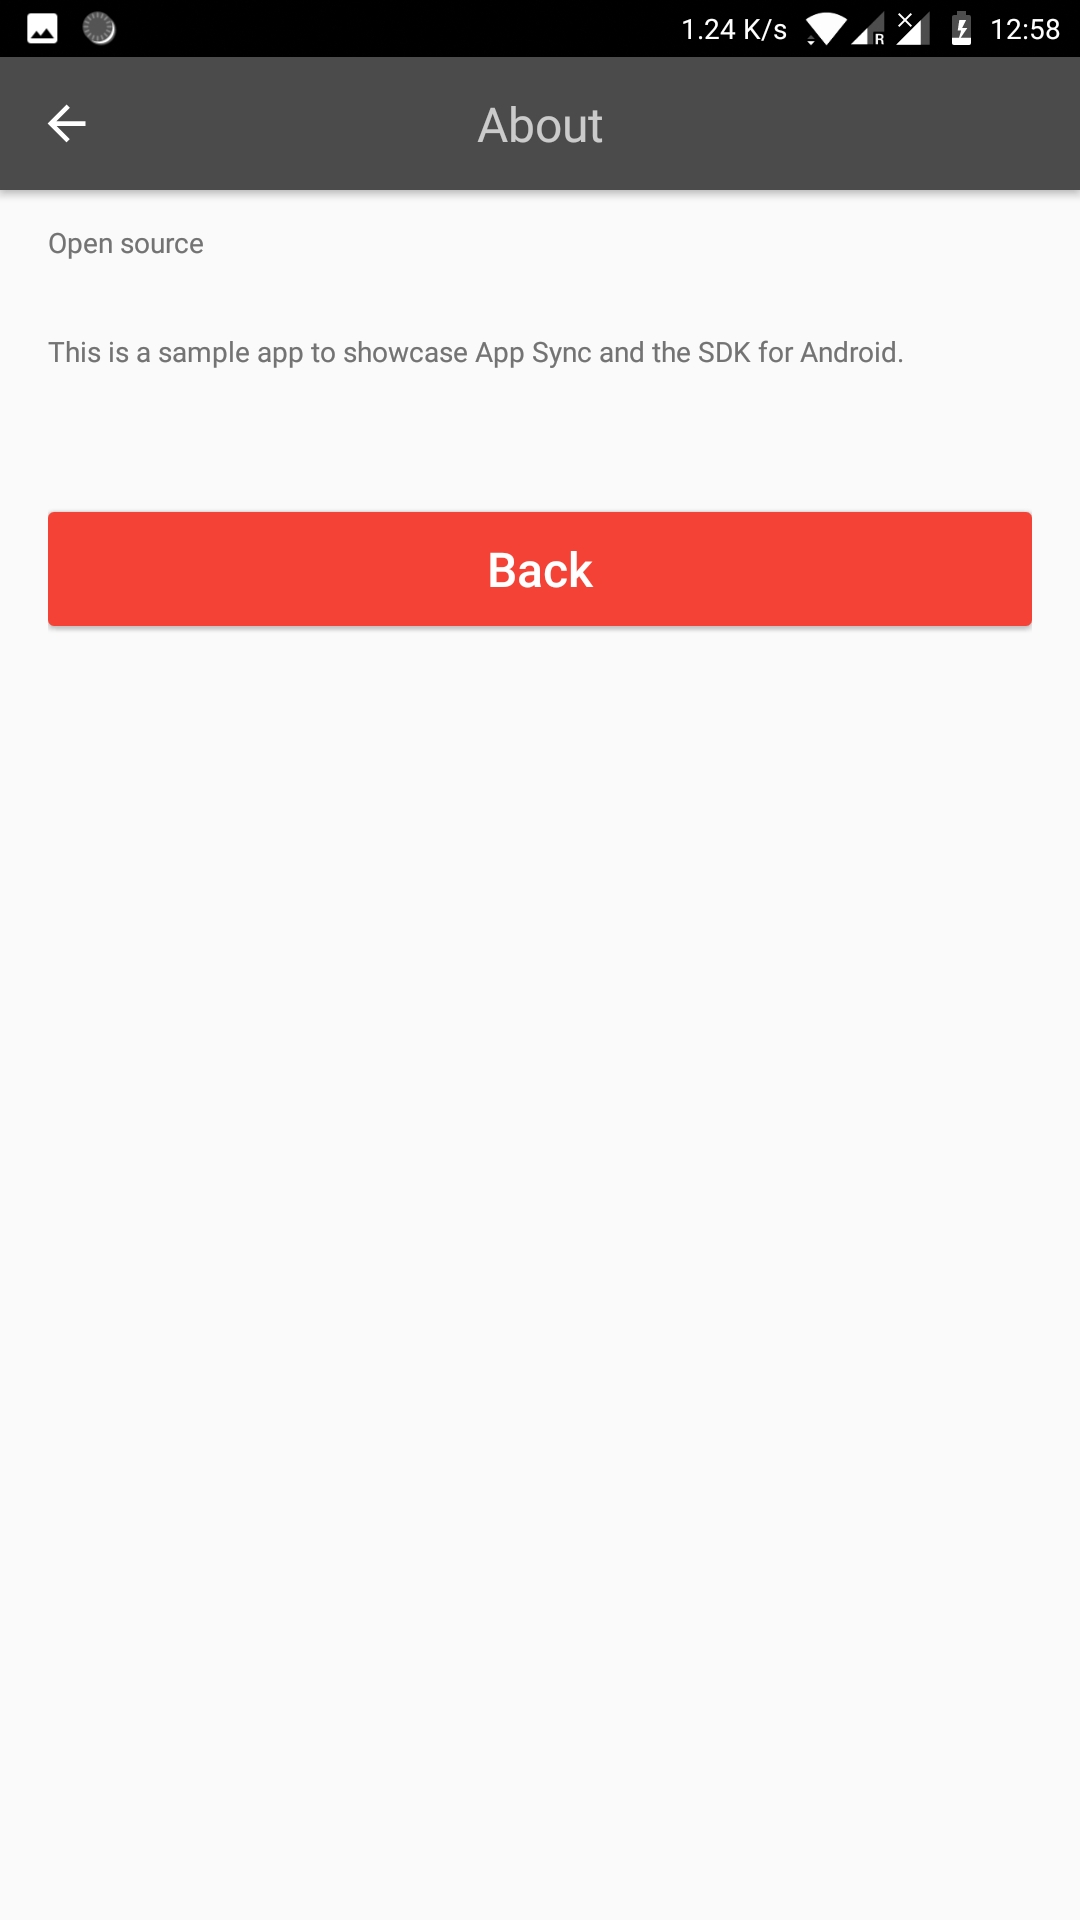 1.24 K/s R 12:58
About
Open source
This is a sample app to showcase App Sync and the SDK for Android.
Back